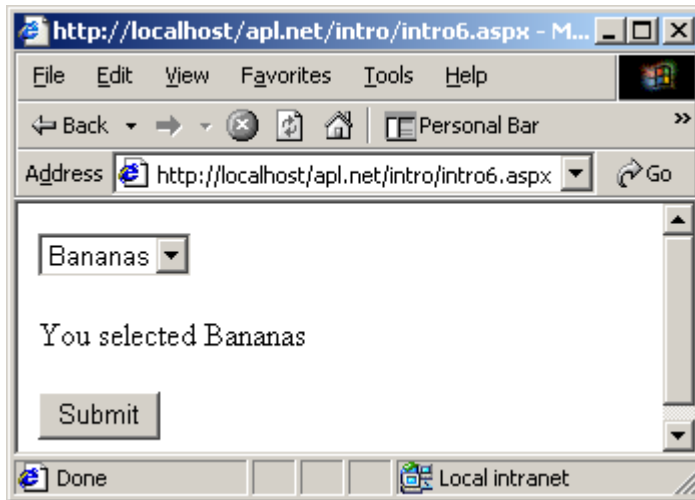 http://localhost/apl.net/intro/intro6.aspx - M...
File Edit View Favorites Tools Help
Back Personal Bar »
Address http://localhost/apl.net/intro/intro6.aspx Go
Bananas
You selected Bananas
Submit
Done Local intranet